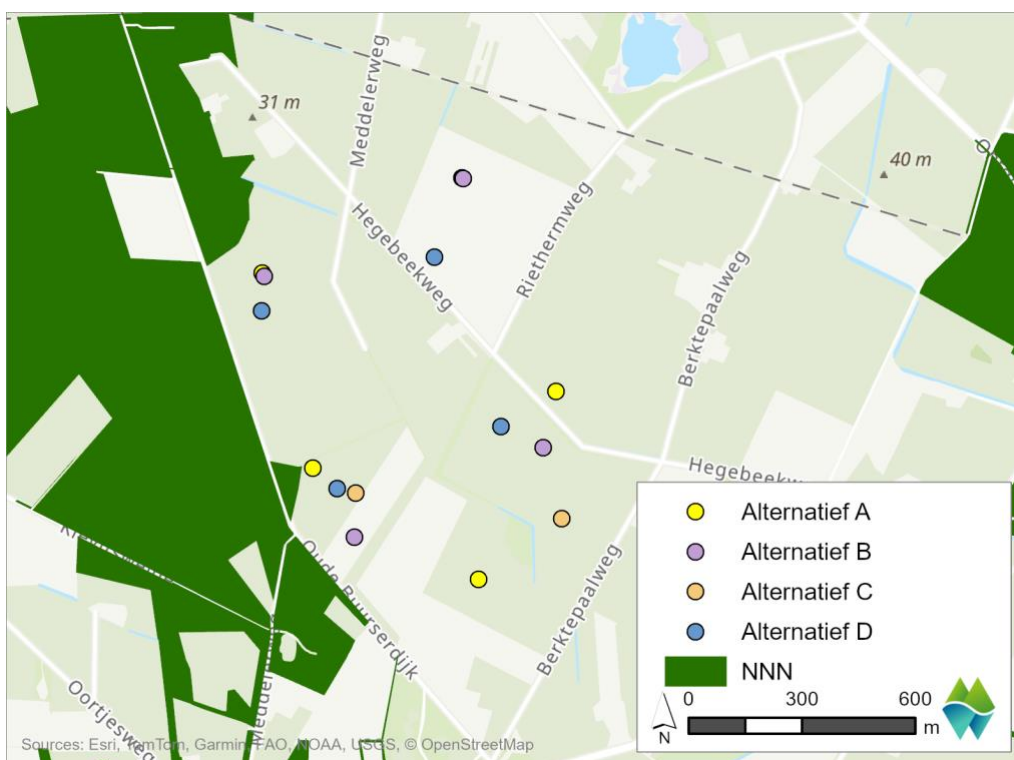 31 m
Meddelerweg
Hegebeekweg
Riethermweg
40 m
Berktepaalweg
Oude Buurserdijk
Berktepaalweg
Oortjesweg
Alternatief A
Alternatief B
Alternatief C
Alternatief D
NNN
0 300 600
m
N
Sources: Esri, TomTom, Garmin, FAO, NOAA, USGS, © OpenStreetMap